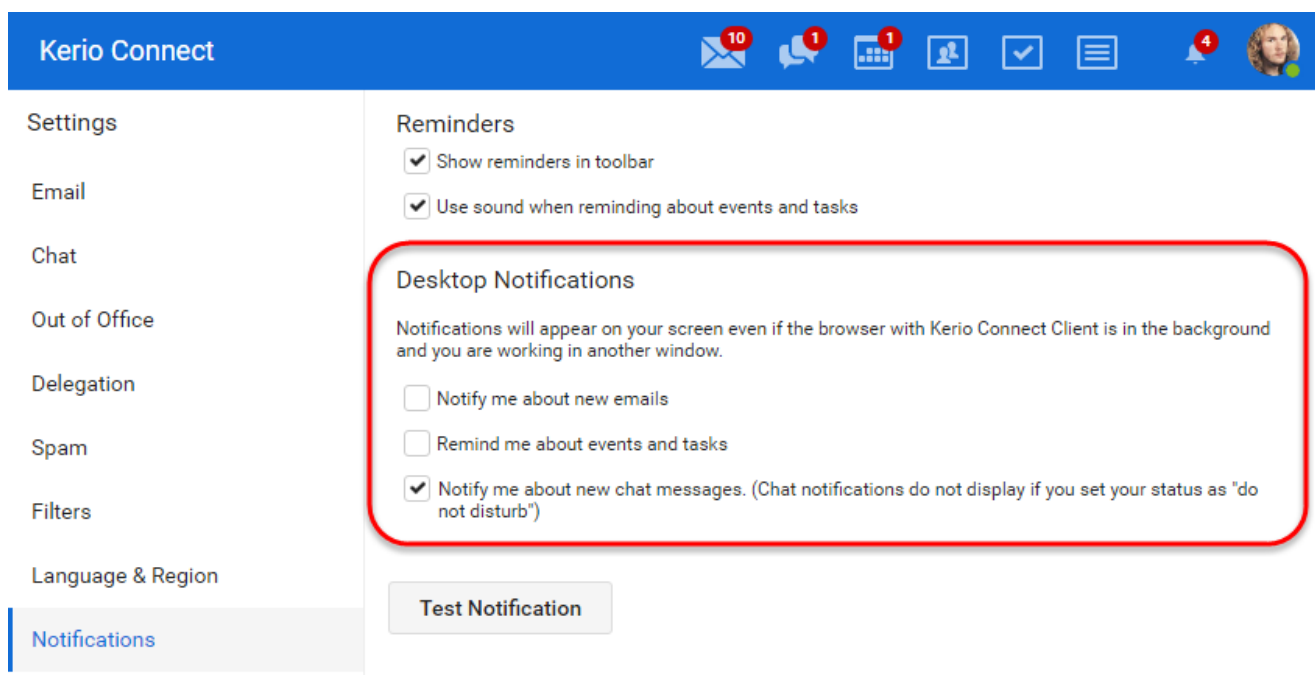 Kerio Connect
10
1
1
4
Settings
Email
Chat
Out of Office
Delegation
Spam
Filters
Language & Region
Notifications
Reminders
Show reminders in toolbar
Use sound when reminding about events and tasks
Desktop Notifications
Notifications will appear on your screen even if the browser with Kerio Connect Client is in the background
and you are working in another window.
Notify me about new emails
Remind me about events and tasks
Notify me about new chat messages. (Chat notifications do not display if you set your status as "do
not disturb")
Test Notification